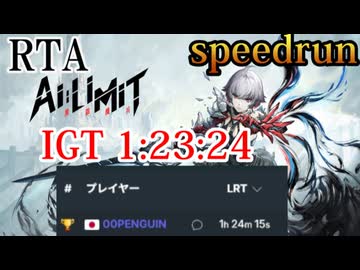 RTA
speedrun
AI:LIMIT
IGT 1:23:24
# プレイヤー LRT
00PENGUIN 1h 24m 15s